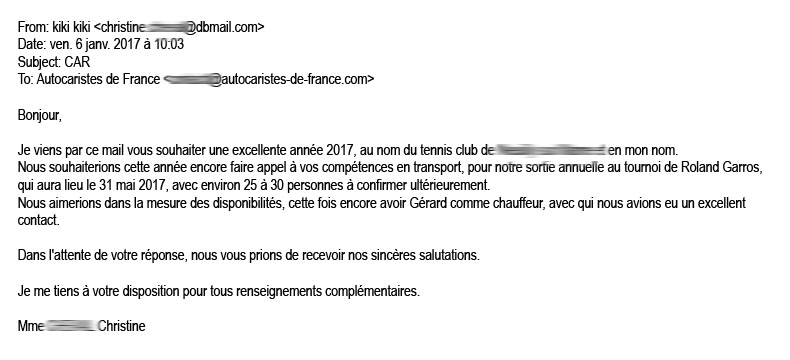 From: kiki kiki <christine @dbmail.com>
Date: ven. 6 janv. 2017 à 10:03
Subject: CAR
To: Autocaristes de France < @autocaristes-de-france.com>
Bonjour,
Je viens par ce mail vous souhaiter une excellente année 2017, au nom du tennis club de en mon nom.
Nous souhaiterions cette année encore faire appel à vos compétences en transport, pour notre sortie annuelle au tournoi de Roland Garros,
qui aura lieu le 31 mai 2017, avec environ 25 à 30 personnes à confirmer ultérieurement.
Nous aimerions dans la mesure des disponibilités, cette fois encore avoir Gérard comme chauffeur, avec qui nous avions eu un excellent
contact.
Dans l'attente de votre réponse, nous vous prions de recevoir nos sincères salutations.
Je me tiens à votre disposition pour tous renseignements complémentaires.
Mme Christine